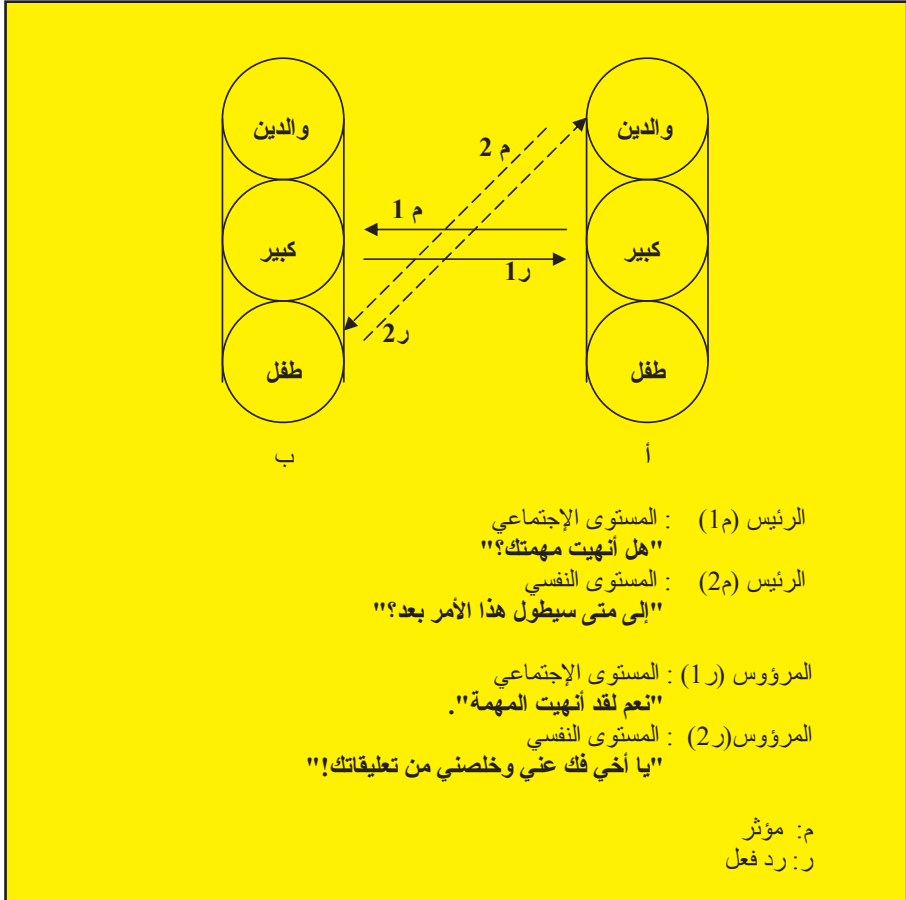 والدين
والدين
م 2
م 1
كبير
كبير
ر1
ر2
طفل
طفل
أ
ب
الرئيس (م1) : المستوى الإجتماعي
"هل أنهيت مهمتك؟"
الرئيس (م2) : المستوى النفسي
"إلى متى سيطول هذا الأمر بعد؟"
المرؤوس (ر1) : المستوى الإجتماعي
"نعم لقد أنهيت المهمة".
المرؤوس(ر2) : المستوى النفسي
"يا أخي فك عني وخلصني من تعليقاتك!"
م: مؤثر
ر: رد فعل